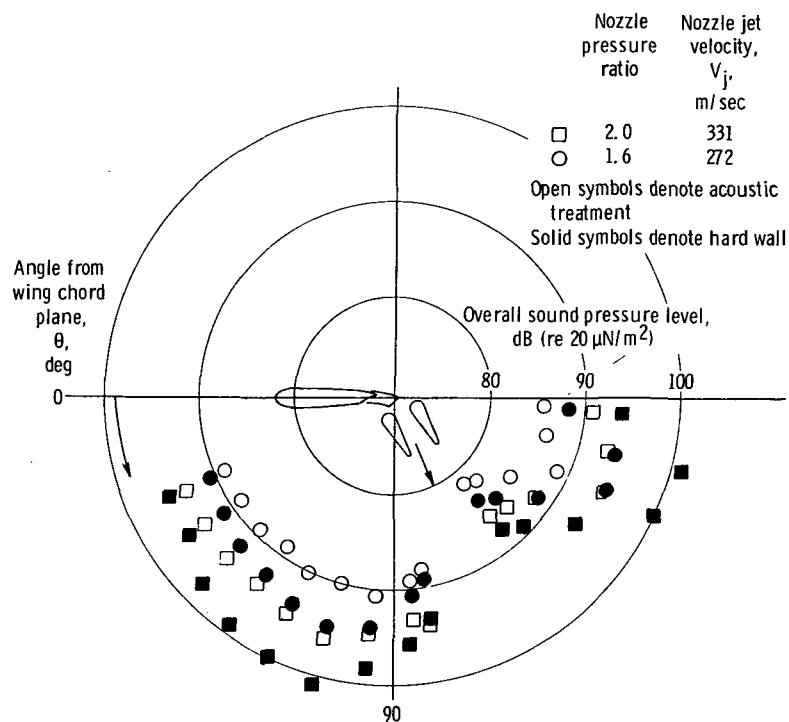 Nozzle pressure ratio
Nozzle jet velocity, Vj, m/sec
□ 2.0 331
○ 1.6 272
Open symbols denote acoustic
treatment
Solid symbols denote hard wall
Angle from
wing chord
plane,
θ,
deg
Overall sound pressure level,
dB (re 20 μN/m²)
0
80 90 100
90